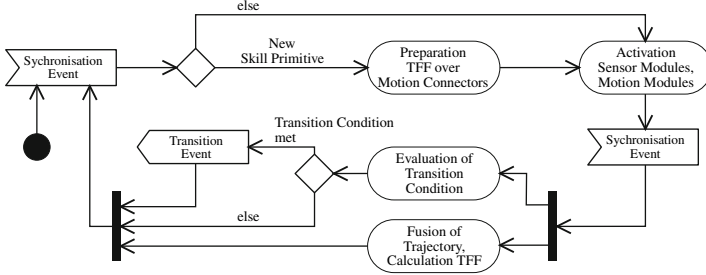 else
Sychronisation
Event
New
Skill Primitive
Preparation
TFF over
Motion Connectors
Activation
Sensor Modules,
Motion Modules
Transition Condition
met
Transition
Event
Evaluation of
Transition
Condition
Sychronisation
Event
else
Fusion of
Trajectory,
Calculation TFF